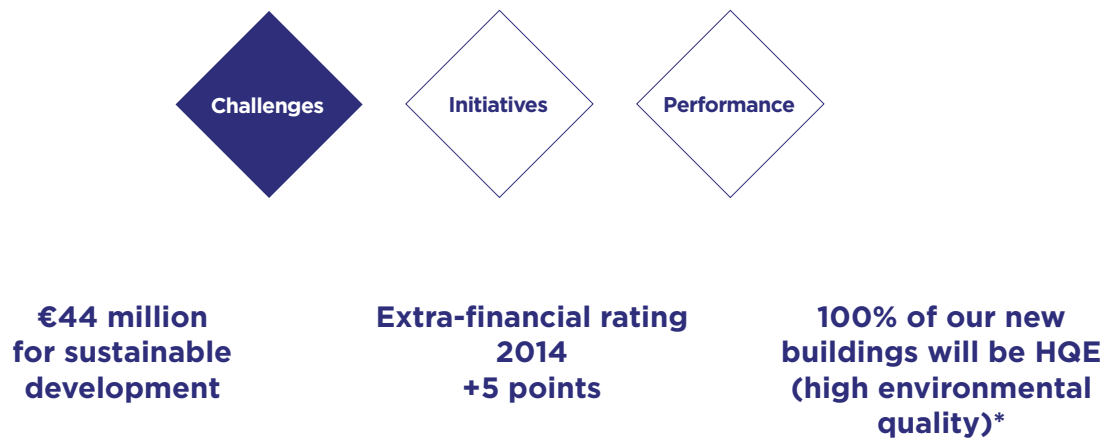 Challenges
Initiatives
Performance
€44 million
for sustainable
development
Extra-financial rating
2014
+5 points
100% of our new
buildings will be HQE
(high environmental
quality)*